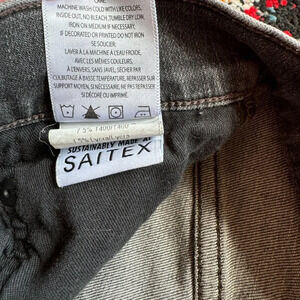 CARE:
MACHINE WASH COLD WITH LIKE COLORS,
INSIDE OUT, NO BLEACH, TUMBLE DRY LOW,
IRON ON MEDIUM IF NECESSARY,
IF DECORATED OR PRINTED DO NOT IRON
SE SOUCIER:
LAVER À LA MACHINE À L'EAU FROIDE,
AVEC LES MÊMES COULEURS,
À L'ENVERS, SANS JAVEL, SÉCHER PAR
CULBUTAGE À BASSE TEMPÉRATURE, REPASSER SUR
SUPPORT MOYEN, SI NÉCESSAIRE, NE PAS REPASSER
SI DÉCORÉ OU IMPRIMÉ
SUSTAINABLY MADE AT
SAITEX